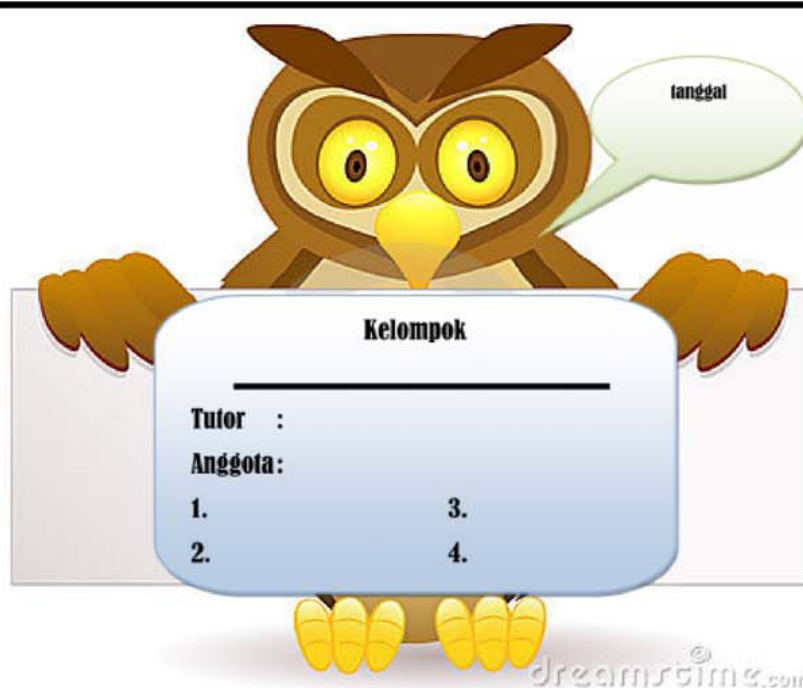 tanggal
Kelompok
Tutor :
Anggota:
1. 3.
2. 4.
dreamstime.com